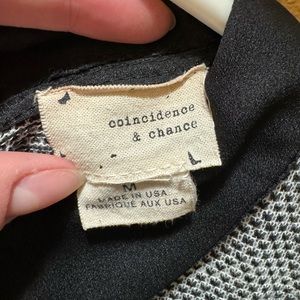 coincidence
& chance
M
MADE IN USA
FABRIQUE AUX USA